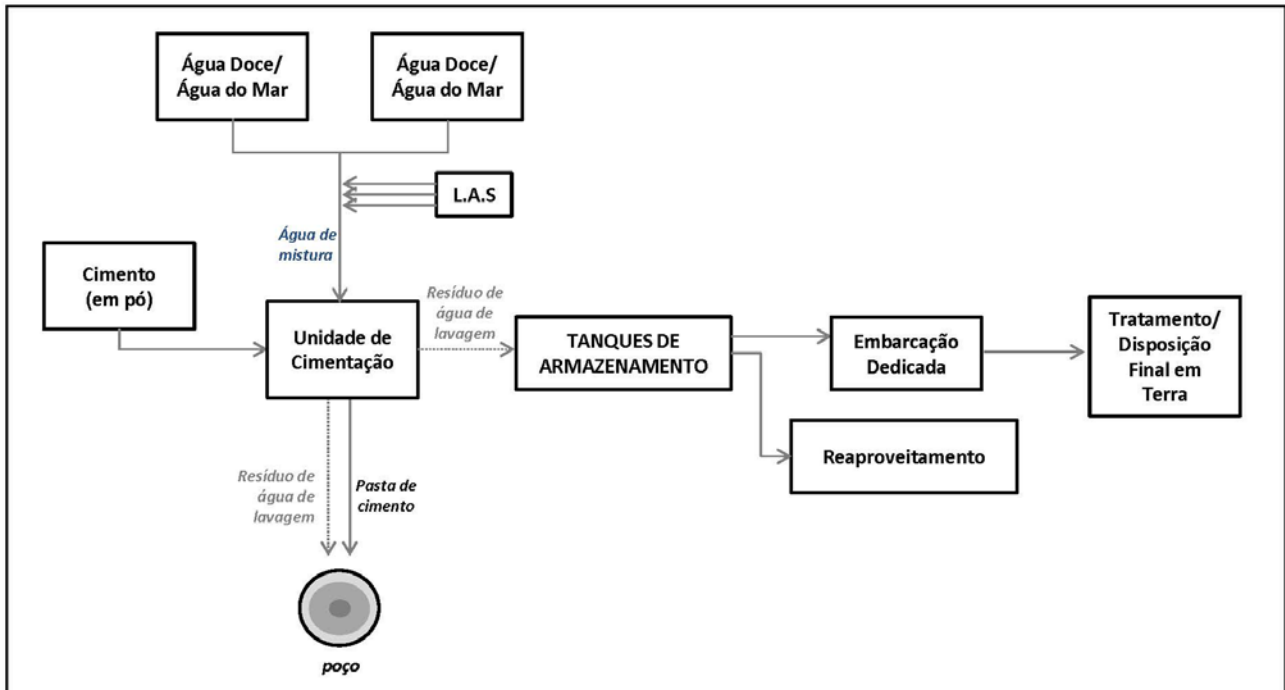 Água Doce/
Água do Mar
Água Doce/
Água do Mar
L.A.S
Água de
mistura
Cimento
(em pó)
Unidade de
Cimentação
Resíduo de
água de
lavagem
TANQUES DE
ARMAZENAMENTO
Embarcação
Dedicada
Tratamento/
Disposição
Final em
Terra
Reaproveitamento
Resíduo de
água de
lavagem
Pasta de
cimento
poço